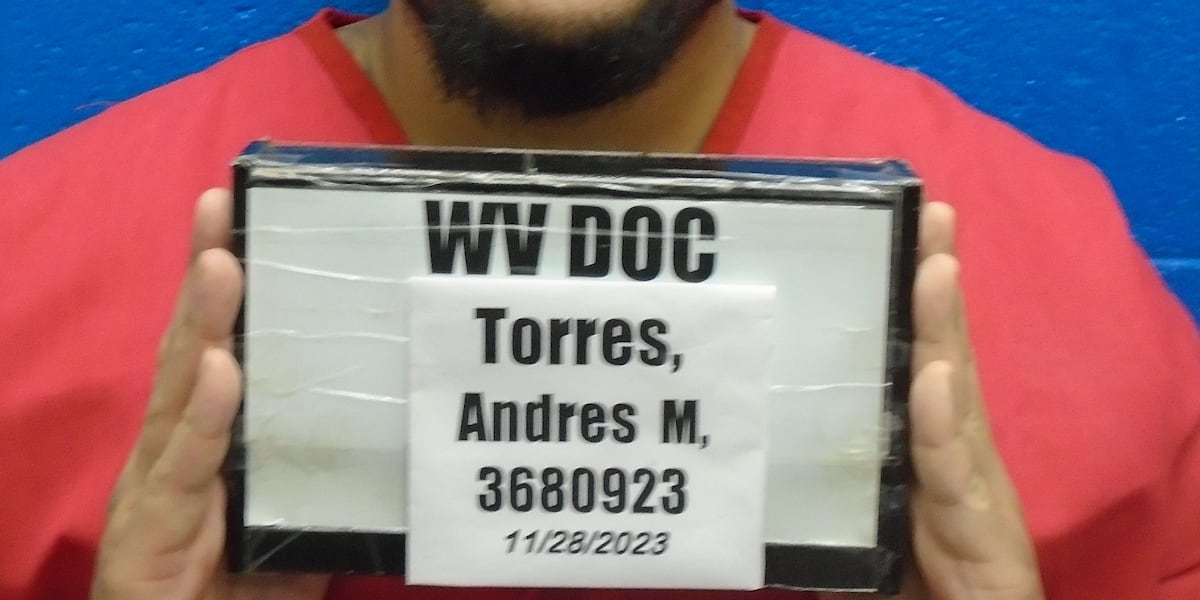 WV DOC
Torres,
Andres M,
3680923
11/28/2023